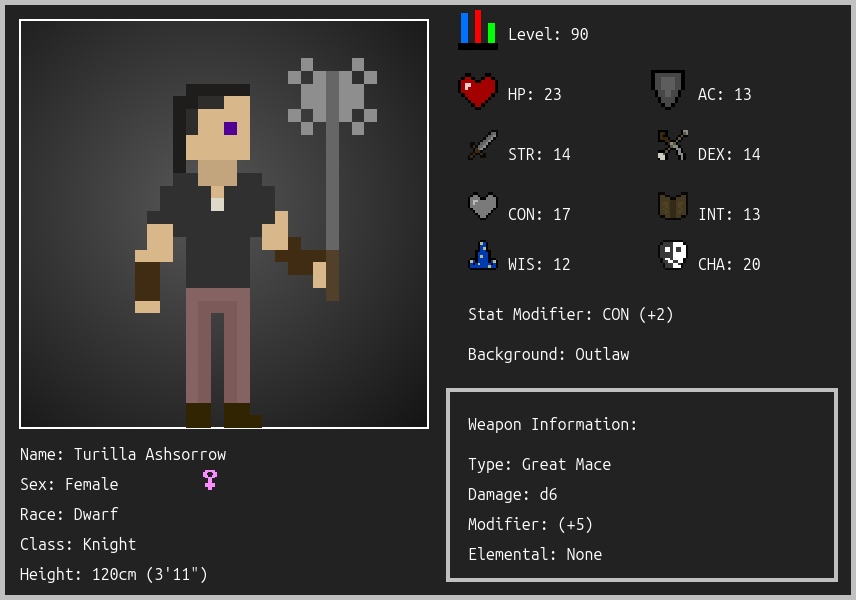 Level: 90
HP: 23
AC: 13
STR: 14
DEX: 14
CON: 17
INT: 13
WIS: 12
CHA: 20
Stat Modifier: CON (+2)
Background: Outlaw
Weapon Information:
Type: Great Mace
Damage: d6
Modifier: (+5)
Elemental: None
Name: Turilla Ashsorrow
Sex: Female
Race: Dwarf
Class: Knight
Height: 120cm (3'11")